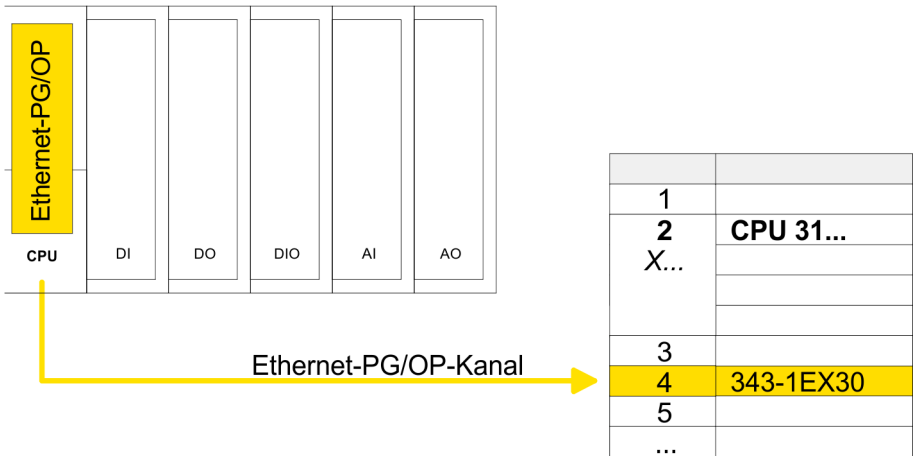 Ethernet-PG/OP
CPU
DI
DO
DIO
AI
AO
Ethernet-PG/OP-Kanal
1
2 CPU 31...
X...
3
4 343-1EX30
5
...